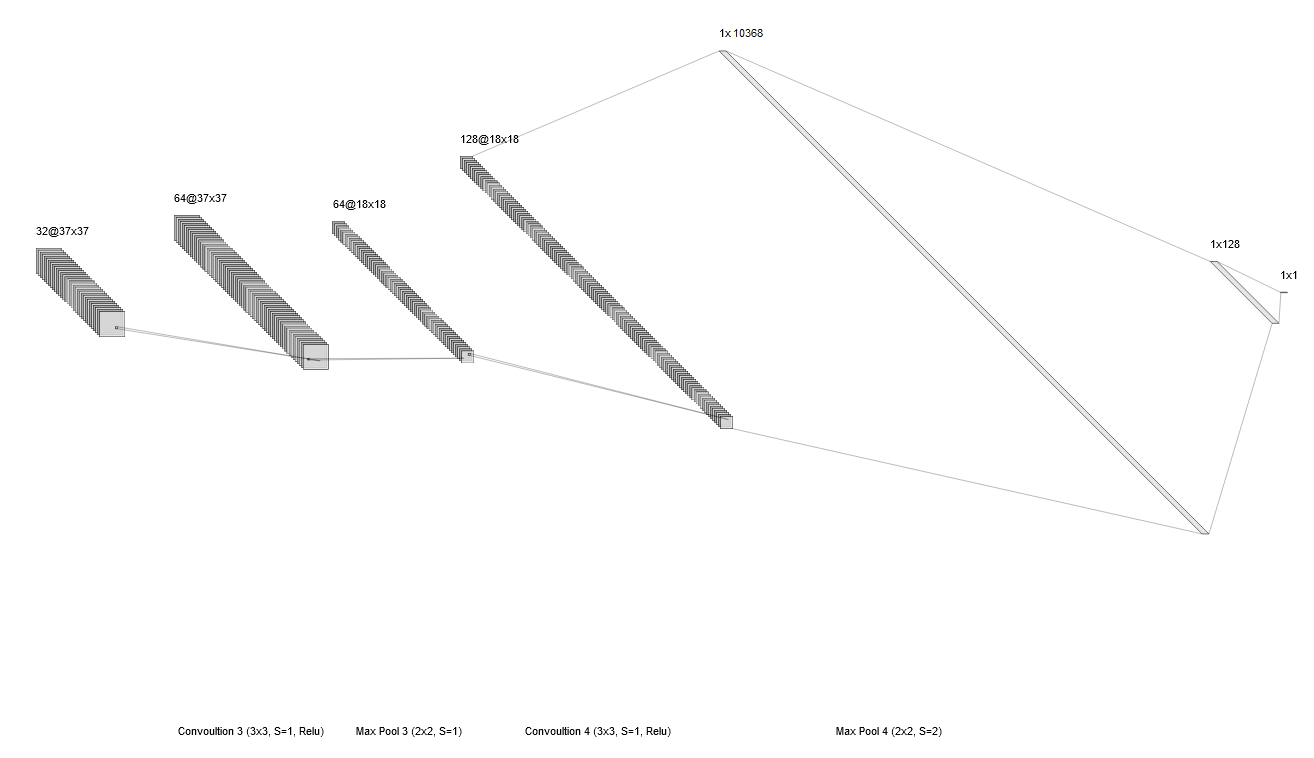 1x 10368
128@18x18
64@37x37
64@18x18
32@37x37
1x128
1x1
Convoultion 3 (3x3, S=1, Relu)
Max Pool 3 (2x2, S=1)
Convoultion 4 (3x3, S=1, Relu)
Max Pool 4 (2x2, S=2)